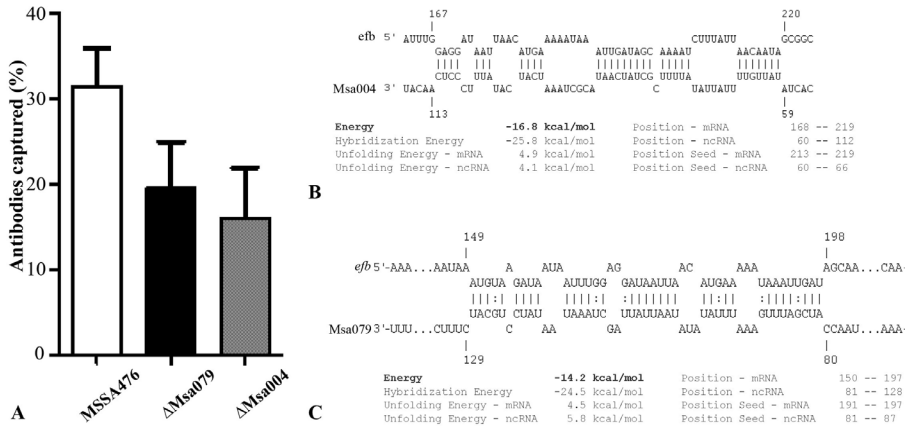 A
Antibodies captured (%)
40
30
20
10
0
MSSA476
ΔMsa079
ΔMsa004
B
167 220
| |
efb 5' AUUUG AU UAAC AAAAUAA CUUUAUU GCGGC
GAGG AAU AUGA AUUGAUAGC AAAAU AACAAUA
|||| ||| |||| ||||||||| ||||| |||||||
CUCC UUA UACU UAACUAUCG UUUUA UUGUUAU
Msa004 3' UACAA CU UAC AAAUCGCA C UAUUAUU AUCAC
| |
113 59
Energy -16.8 kcal/mol Position - mRNA 168 -- 219
Hybridization Energy -25.8 kcal/mol Position - ncRNA 60 -- 112
Unfolding Energy - mRNA 4.9 kcal/mol Position Seed - mRNA 213 -- 219
Unfolding Energy - ncRNA 4.1 kcal/mol Position Seed - ncRNA 60 -- 66
C
149 198
| |
efb 5'-AAA...AAUAA A AUA AG AC AAA AGCAA...CAA-
AUGUA GAUA AUUUGG GAUAAUUA AUGAA UAAAUUGAU
|||:| |||| ||||:| :||||||| ||:|| :||||:|||
UACGU CUAU UAAAUC UUAUUAAU UAUUU GUUUAGCUA
Msa079 3'-UUU...CUUUC C AA GA AUA AAA CCAAU...AAA-
| |
129 80
Energy -14.2 kcal/mol Position - mRNA 150 -- 197
Hybridization Energy -24.5 kcal/mol Position - ncRNA 81 -- 128
Unfolding Energy - mRNA 4.5 kcal/mol Position Seed - mRNA 191 -- 197
Unfolding Energy - ncRNA 5.8 kcal/mol Position Seed - ncRNA 81 -- 87